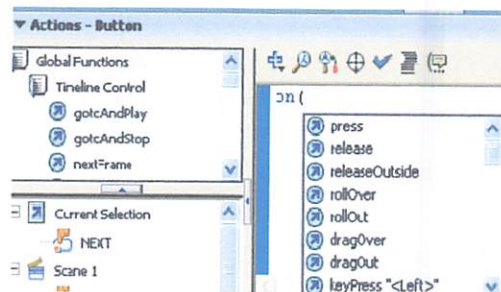 Actions - Button
Global Functions
Timeline Control
gotoAndPlay
gotoAndStop
nextFrame
Current Selection
NEXT
Scene 1
on(
press
release
releaseOutside
rollOver
rollOut
dragOver
dragOut
keyPress "<Left>"